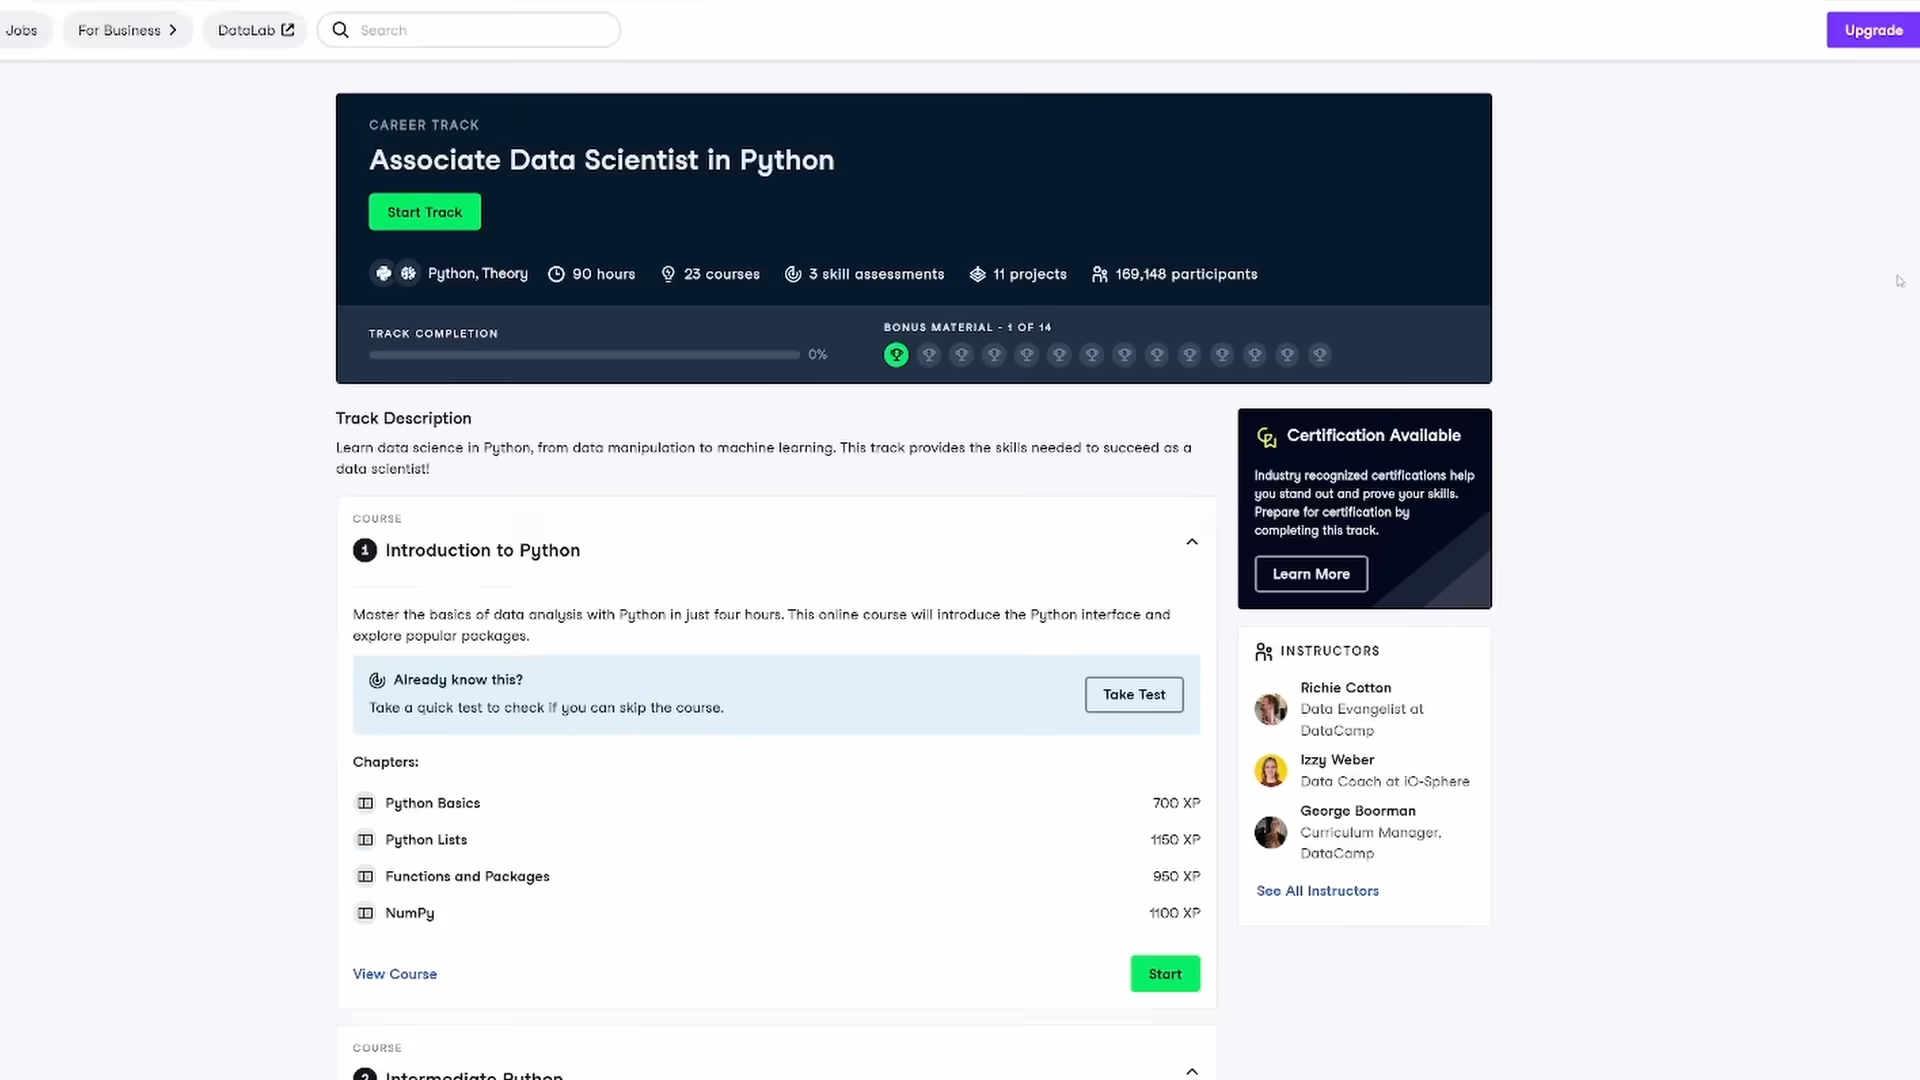 Jobs
For Business
DataLab
Search
Upgrade
CAREER TRACK
Associate Data Scientist in Python
Start Track
Python, Theory 90 hours 23 courses 3 skill assessments 11 projects 169,148 participants
TRACK COMPLETION
0%
BONUS MATERIAL - 1 OF 14
Track Description
Learn data science in Python, from data manipulation to machine learning. This track provides the skills needed to succeed as a
data scientist!
COURSE
1 Introduction to Python
Master the basics of data analysis with Python in just four hours. This online course will introduce the Python interface and
explore popular packages.
Already know this?
Take a quick test to check if you can skip the course.
Take Test
Chapters:
Python Basics 700 XP
Python Lists 1150 XP
Functions and Packages 950 XP
NumPy 1100 XP
View Course
Start
COURSE
2 Intermediate Python
Certification Available
Industry recognized certifications help
you stand out and prove your skills.
Prepare for certification by
completing this track.
Learn More
INSTRUCTORS
Richie Cotton
Data Evangelist at
DataCamp
Izzy Weber
Data Coach at iO-Sphere
George Boorman
Curriculum Manager,
DataCamp
See All Instructors